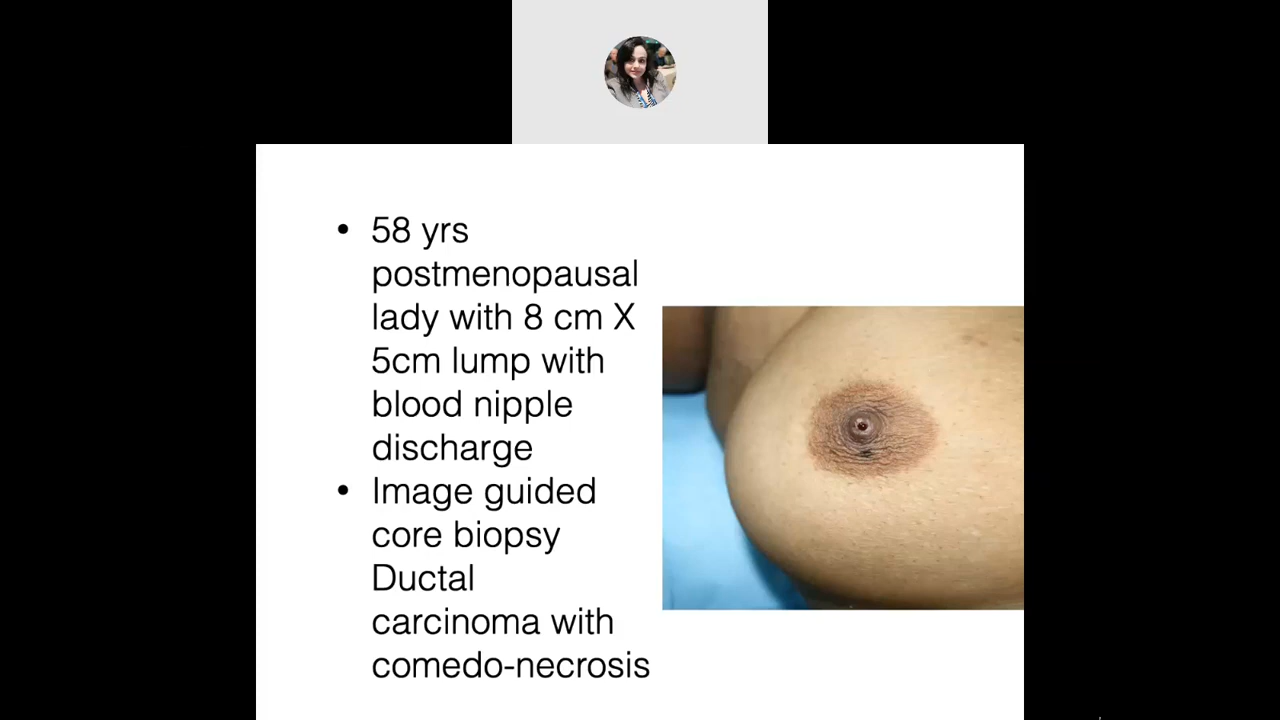 • 58 yrs
postmenopausal
lady with 8 cm X
5cm lump with
blood nipple
discharge
• Image guided
core biopsy
Ductal
carcinoma with
comedo-necrosis